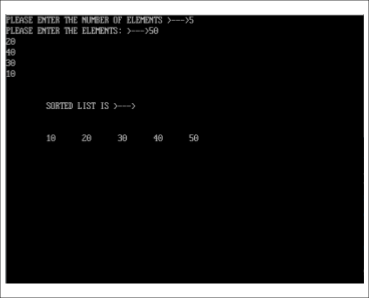 PLEASE ENTER THE NUMBER OF ELEMENTS >--->5
PLEASE ENTER THE ELEMENTS: >--->50
20
40
30
10
SORTED LIST IS >--->
10 20 30 40 50